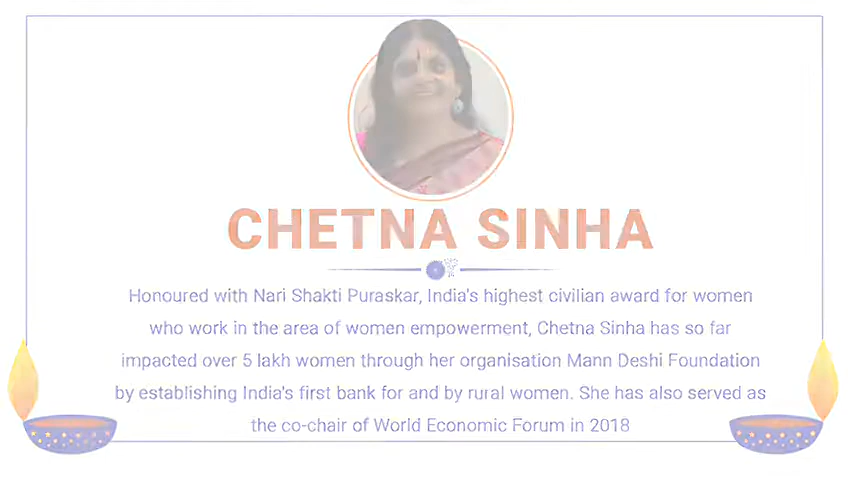 CHETNA SINHA
Honoured with Nari Shakti Puraskar, India's highest civilian award for women
who work in the area of women empowerment, Chetna Sinha has so far
impacted over 5 lakh women through her organisation Mann Deshi Foundation
by establishing India's first bank for and by rural women. She has also served as
the co-chair of World Economic Forum in 2018